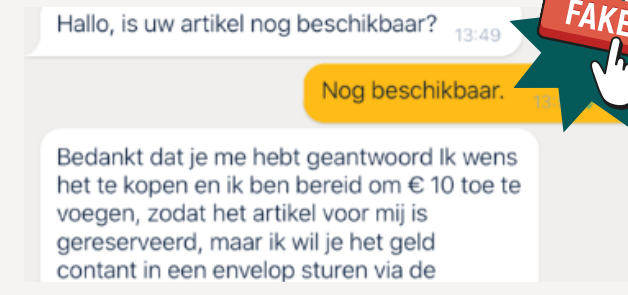 Hallo, is uw artikel nog beschikbaar?
13:49
FAKE
Nog beschikbaar.
Bedankt dat je me hebt geantwoord Ik wens
het te kopen en ik ben bereid om € 10 toe te
voegen, zodat het artikel voor mij is
gereserveerd, maar ik wil je het geld
contant in een envelop sturen via de